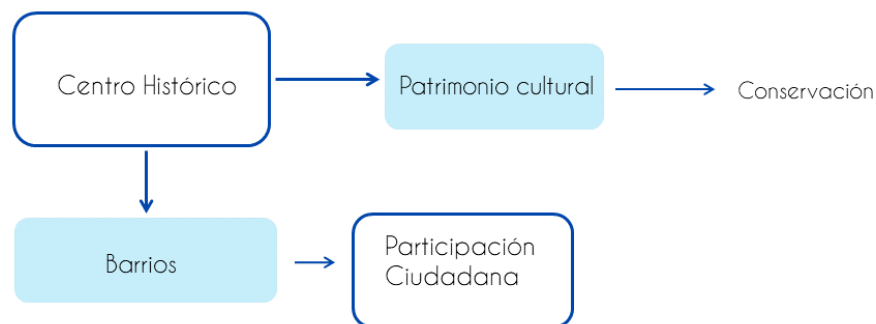 Centro Histórico
Patrimonio cultural
Conservación
Barrios
Participación
Ciudadana